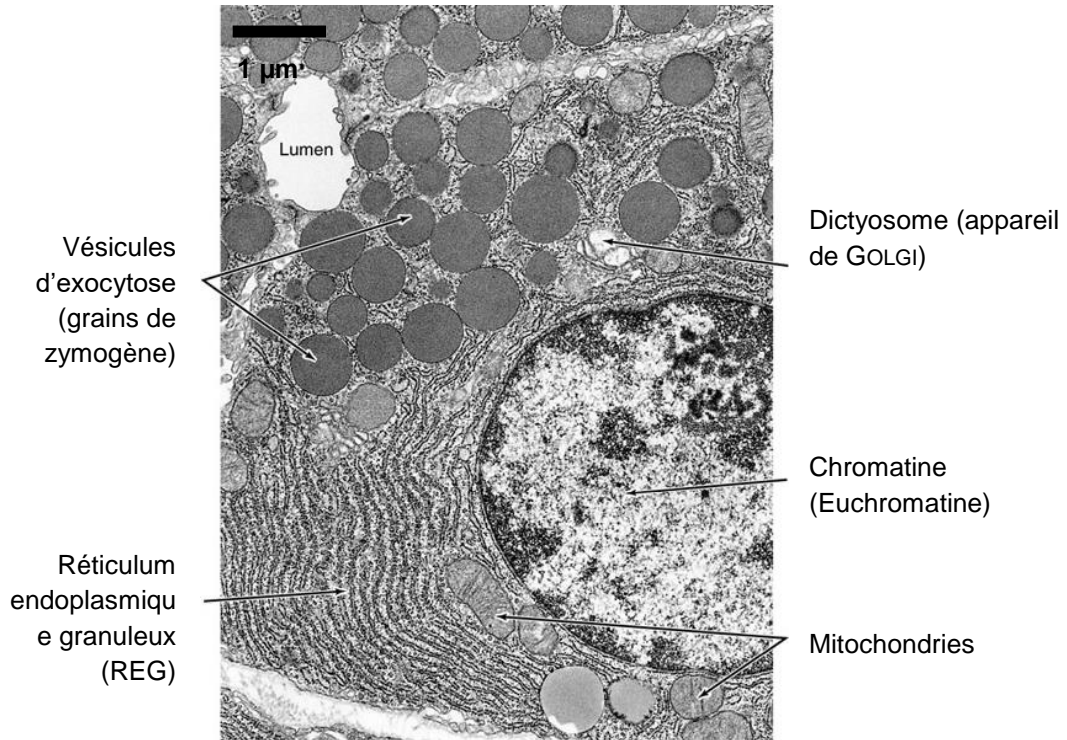 1 µm
Lumen
Vésicules
d'exocytose
(grains de
zymogène)
Réticulum
endoplasmiqu
e granuleux
(REG)
Dictyosome (appareil
de GOLGI)
Chromatine
(Euchromatine)
Mitochondries